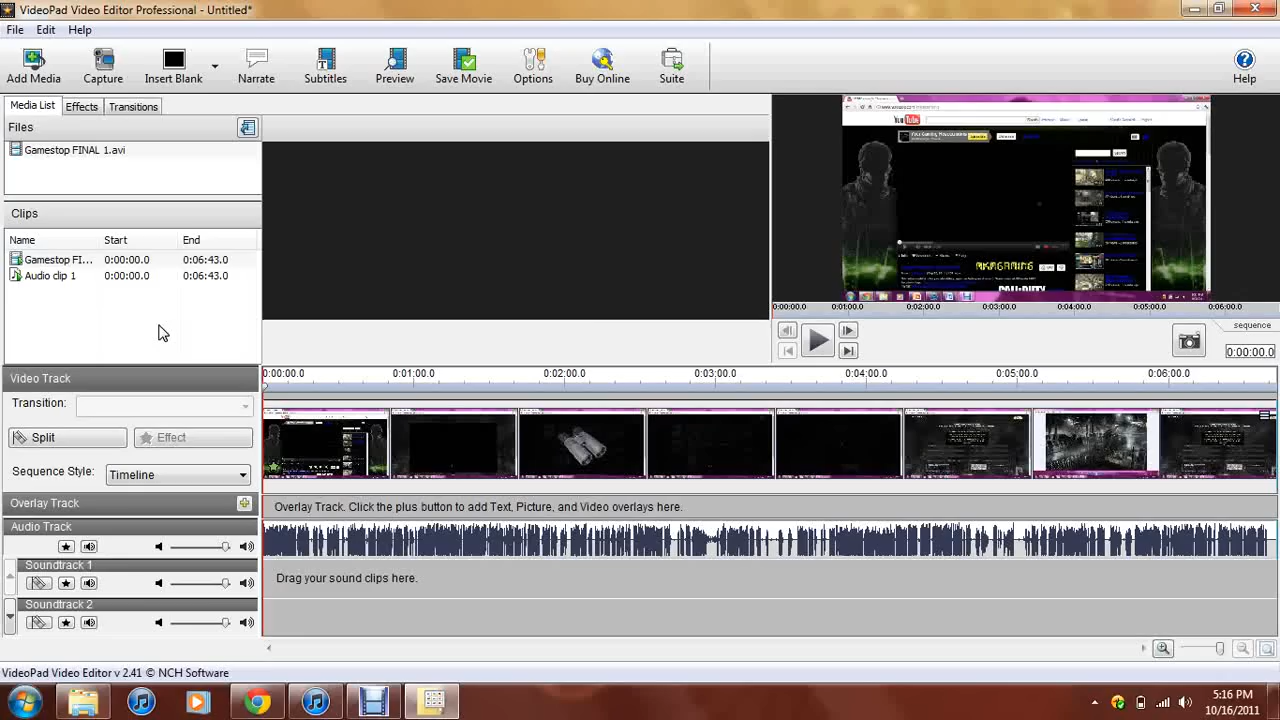 VideoPad Video Editor Professional - Untitled*
File Edit Help
Add Media Capture Insert Blank Narrate Subtitles Preview Save Movie Options Buy Online Suite Help
Media List Effects Transitions
Files
Gamestop FINAL 1.avi
Clips
Name Start End
Gamestop FI... 0:00:00.0 0:06:43.0
Audio clip 1 0:00:00.0 0:06:43.0
You Tube
AKAGAMING
0:00:00.0 0:01:00.0 0:02:00.0 0:03:00.0 0:04:00.0 0:05:00.0 0:06:00.0
sequence
0:00:00.0
Video Track
0:00:00.0 0:01:00.0 0:02:00.0 0:03:00.0 0:04:00.0 0:05:00.0 0:06:00.0
Transition:
Split Effect
Sequence Style: Timeline
Overlay Track
Overlay Track. Click the plus button to add Text, Picture, and Video overlays here.
Audio Track
Soundtrack 1
Drag your sound clips here.
Soundtrack 2
VideoPad Video Editor v 2.41 © NCH Software
5:16 PM
10/16/2011